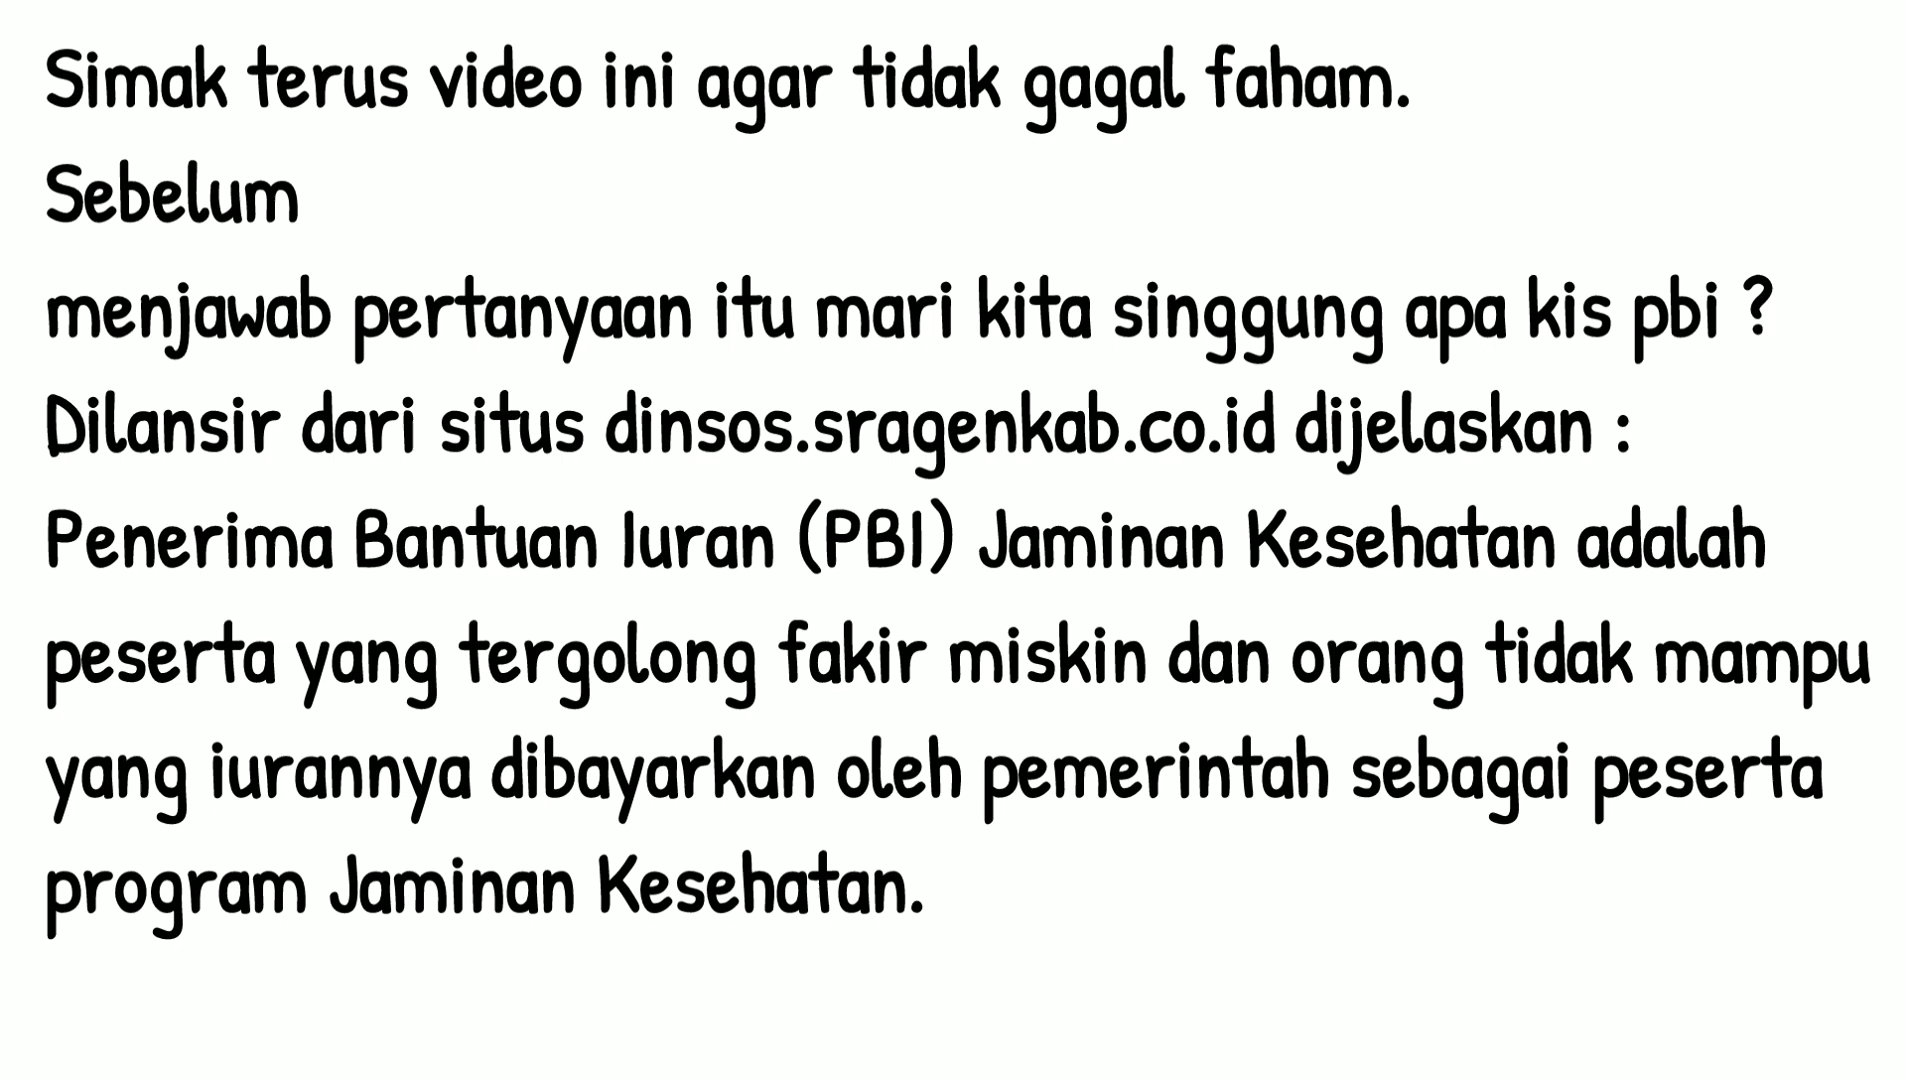 Simak terus video ini agar tidak gagal faham.
Sebelum
menjawab pertanyaan itu mari kita singgung apa kis pbi ?
Dilansir dari situs dinsos.sragenkab.co.id dijelaskan :
Penerima Bantuan Iuran (PBI) Jaminan Kesehatan adalah
peserta yang tergolong fakir miskin dan orang tidak mampu
yang iurannya dibayarkan oleh pemerintah sebagai peserta
program Jaminan Kesehatan.